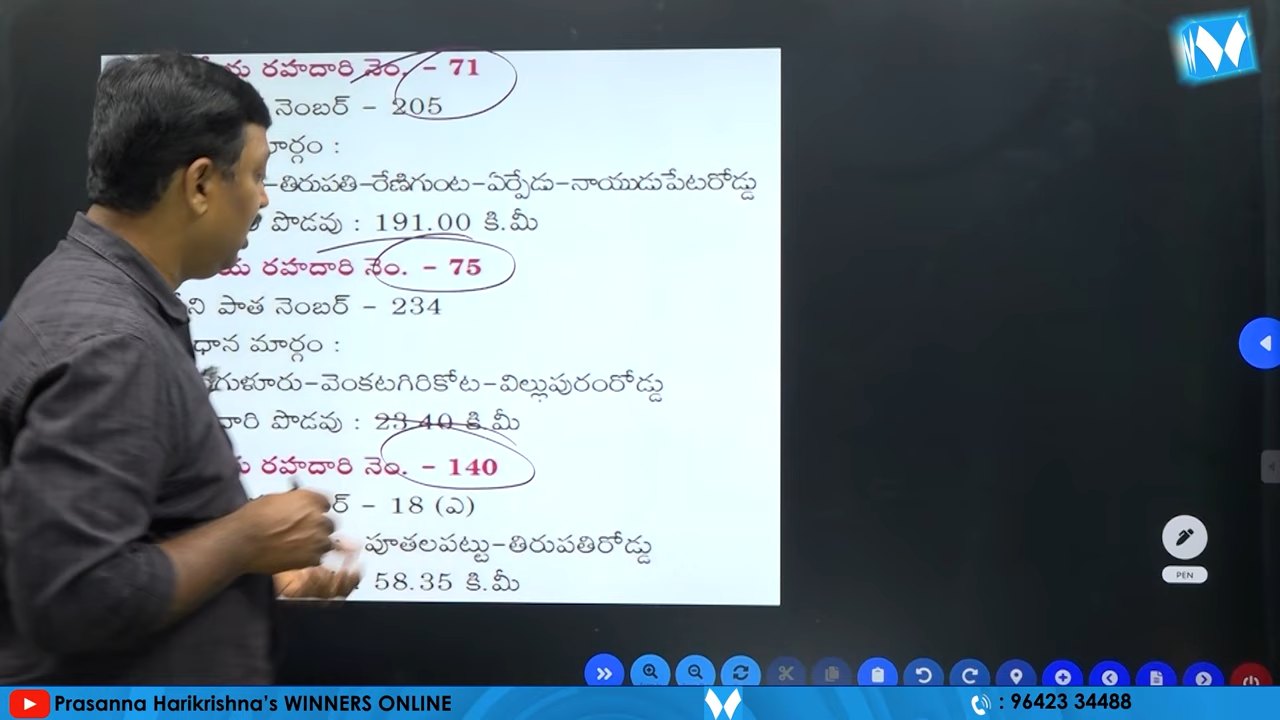 రహదారి నెం. - 71
నెంబర్ - 205
మార్గం :
-తిరుపతి-రేణిగుంట-ఏర్పేడు-నాయుడుపేటరోడ్డు
పొడవు : 191.00 కి.మీ
రహదారి నెం. - 75
పాత నెంబర్ - 234
మార్గం :
-వెంకటగిరికోట-విల్లుపురంరోడ్డు
పొడవు : 23.40 కి.మీ
రహదారి నెం. - 140
- 18 (ఎ)
పూతలపట్టు-తిరుపతిరోడ్డు
58.35 కి.మీ
PEN
Prasanna Harikrishna's WINNERS ONLINE
W
: 96423 34488